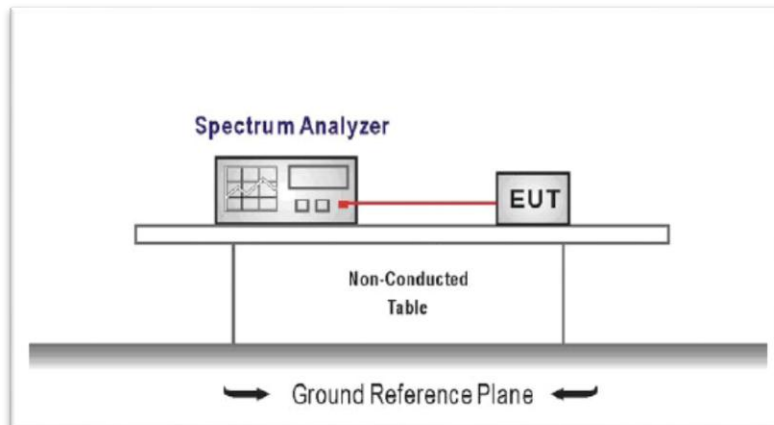 Spectrum Analyzer
EUT
Non-Conducted
Table
Ground Reference Plane